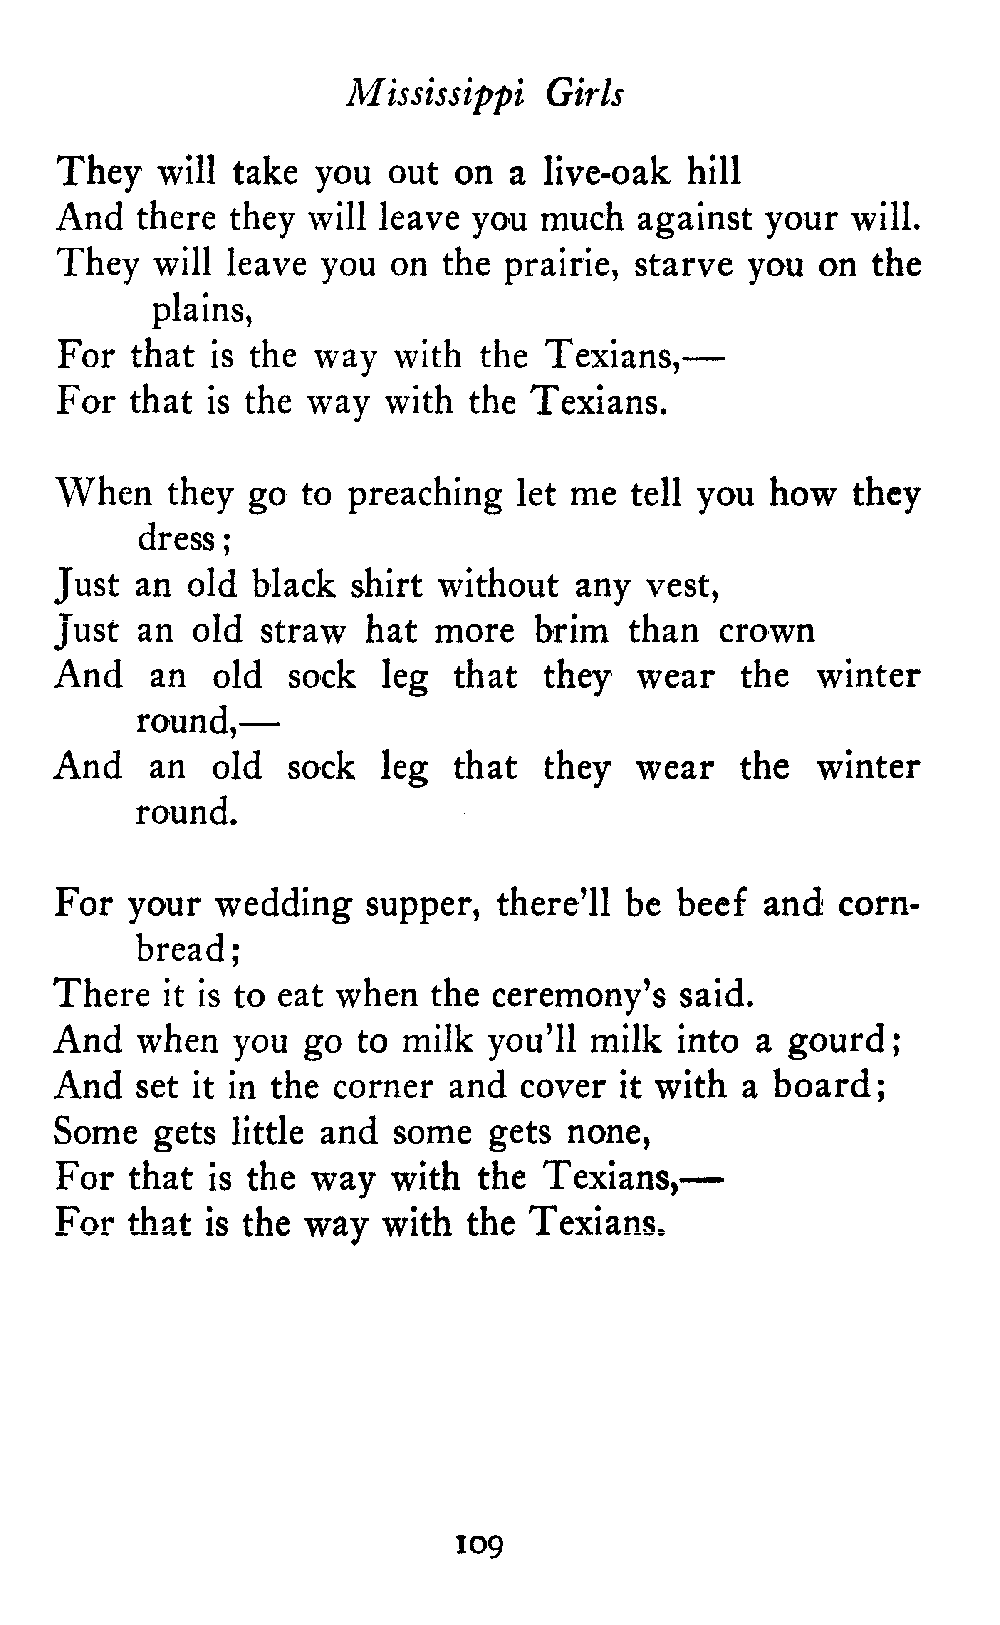 Mississippi Girls
They will take you out on a live-oak hill
And there they will leave you much against your will.
They will leave you on the prairie, starve you on the
plains,
For that is the way with the Texians,—
For that is the way with the Texians.
When they go to preaching let me tell you how they
dress;
Just an old black shirt without any vest,
Just an old straw hat more brim than crown
And an old sock leg that they wear the winter
round,—
And an old sock leg that they wear the winter
round.
For your wedding supper, there'll be beef and corn-
bread;
There it is to eat when the ceremony's said.
And when you go to milk you'll milk into a gourd;
And set it in the corner and cover it with a board;
Some gets little and some gets none,
For that is the way with the Texians,—
For that is the way with the Texians.
109